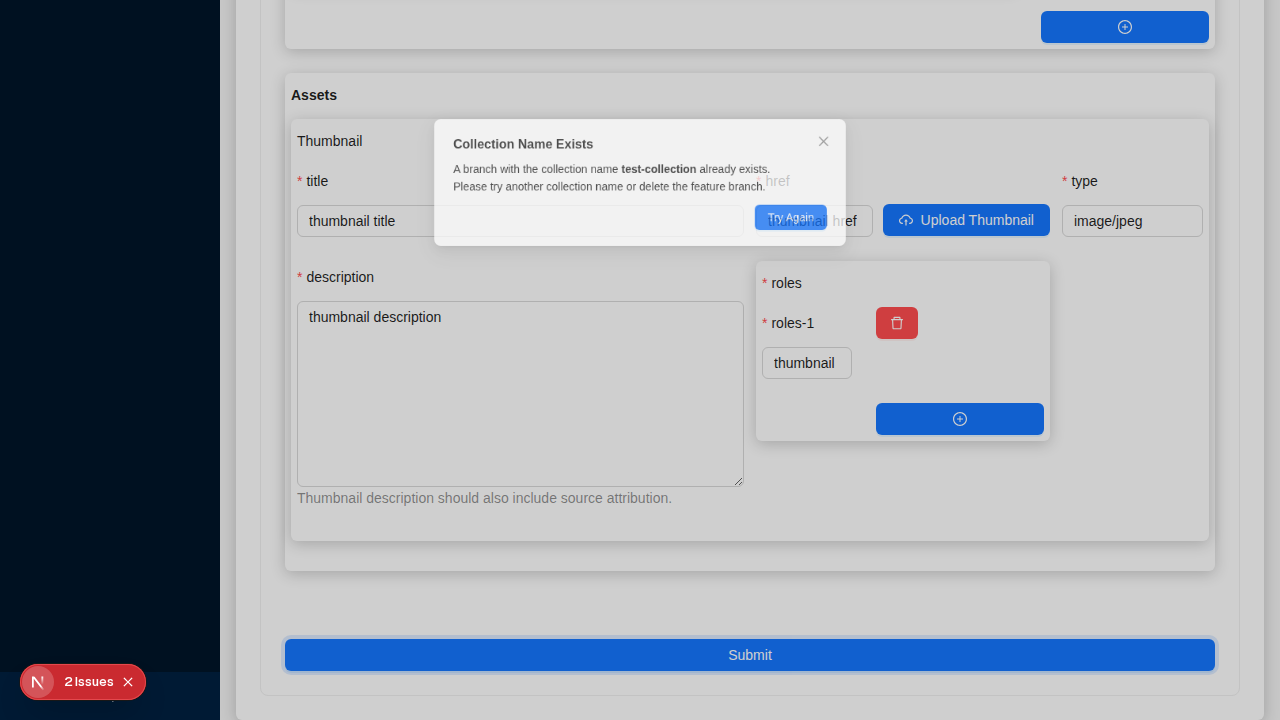 Assets
Thumbnail
Collection Name Exists
A branch with the collection name test-collection already exists.
Please try another collection name or delete the feature branch.
Try Again
* title
* href
* type
thumbnail title
thumbnail href
Upload Thumbnail
image/jpeg
* description
* roles
thumbnail description
* roles-1
thumbnail
Thumbnail description should also include source attribution.
Submit
N
2 Issues